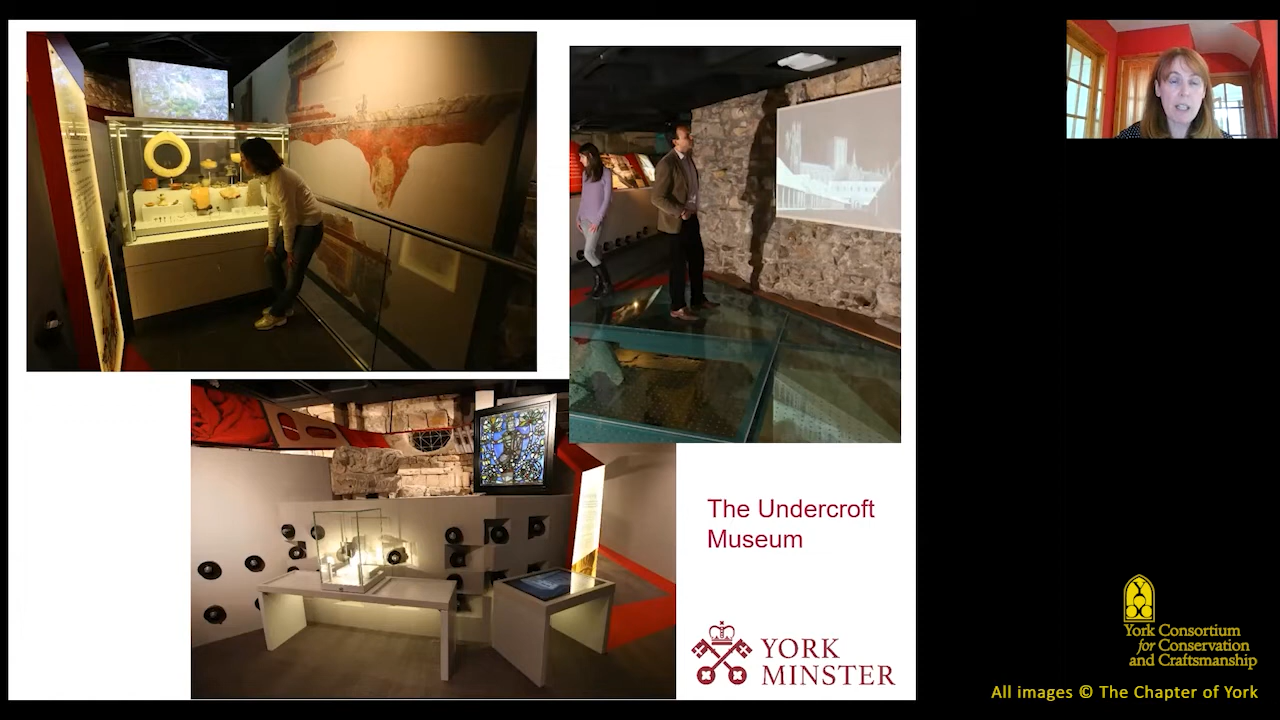 The Undercroft
Museum
YORK
MINSTER
York Consortium
for Conservation
and Craftsmanship
All images © The Chapter of York